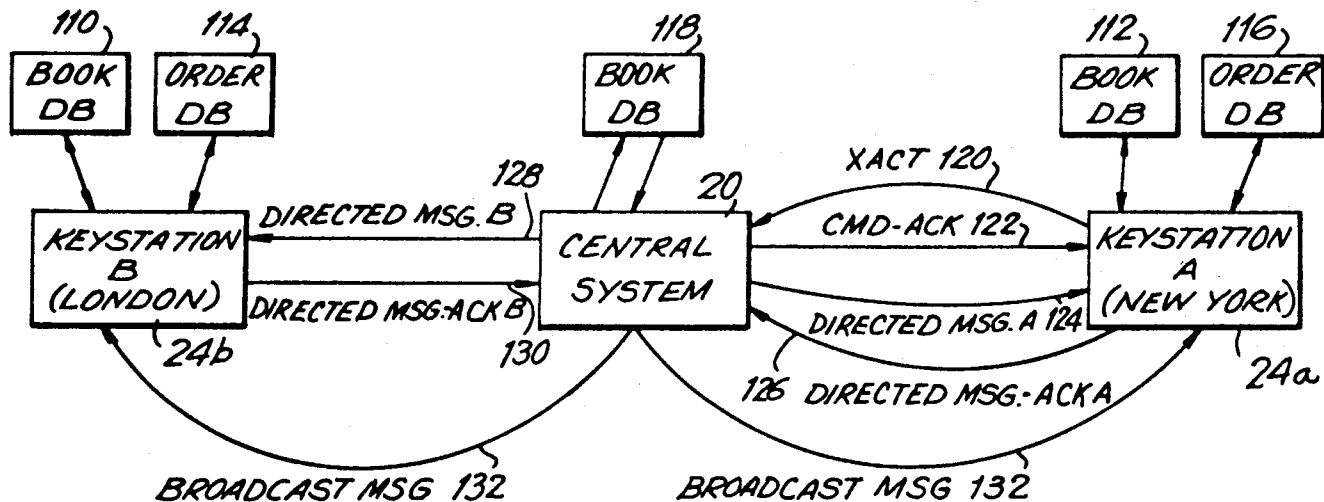 110
114
118
112
116
BOOK
DB
ORDER
DB
BOOK
DB
BOOK
DB
ORDER
DB
XACT 120
128
20
DIRECTED MSG. B
CMD-ACK 122
KEYSTATION
B
(LONDON)
CENTRAL
SYSTEM
KEYSTATION
A
(NEW YORK)
DIRECTED MSG.-ACK B
DIRECTED MSG. A 124
24b
130
126
DIRECTED MSG.-ACK A
24a
BROADCAST MSG 132
BROADCAST MSG 132